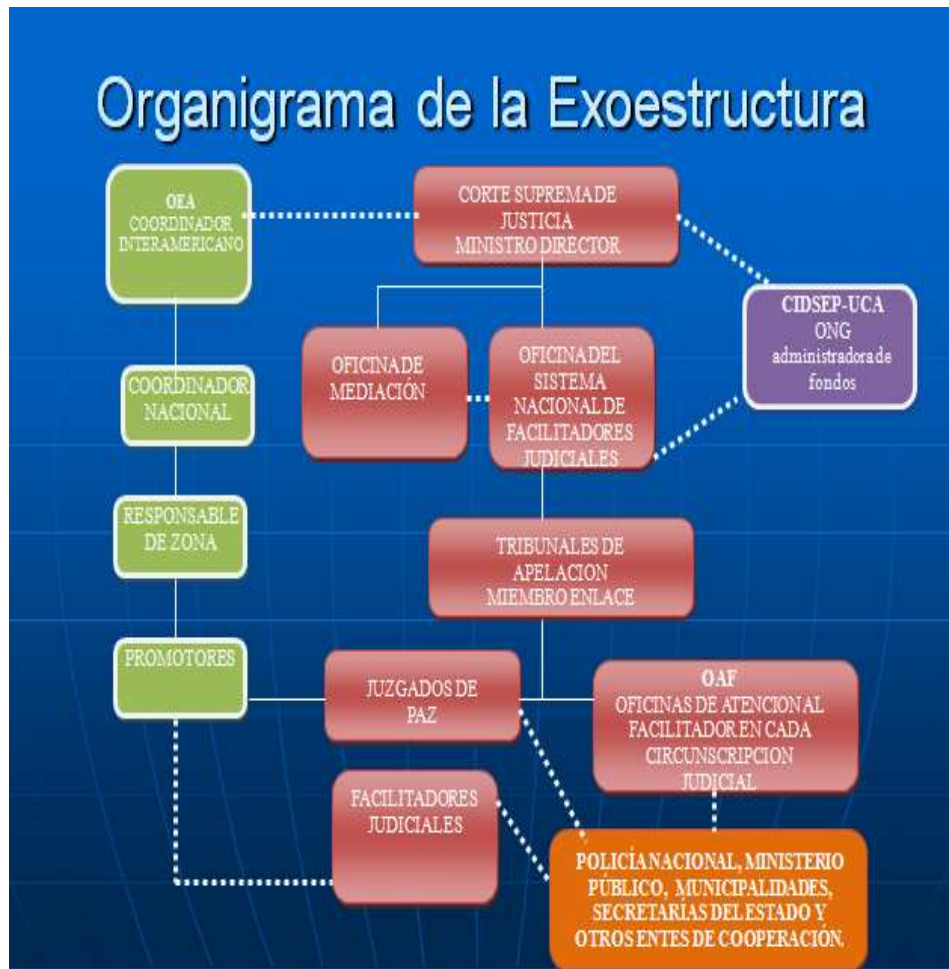 Organigrama de la Exoestructura
OEA
COORDINADOR
INTERAMERICANO
CORTE SUPREMA DE
JUSTICIA
MINISTRO DIRECTOR
CIDSEP-UCA
ONG
administradora de
fondos
OFICINA DE
MEDIACIÓN
OFICINA DEL
SISTEMA
NACIONAL DE
FACILITADORES
JUDICIALES
COORDINADOR
NACIONAL
RESPONSABLE
DE ZONA
TRIBUNALES DE
APELACION
MIEMBRO ENLACE
PROMOTORES
JUZGADOS DE
PAZ
OAF
OFICINAS DE ATENCION AL
FACILITADOR EN CADA
CIRCUNSCRIPCION
JUDICIAL
FACILITADORES
JUDICIALES
POLICÍA NACIONAL, MINISTERIO
PÚBLICO, MUNICIPALIDADES,
SECRETARÍAS DEL ESTADO Y
OTROS ENTES DE COOPERACIÓN.